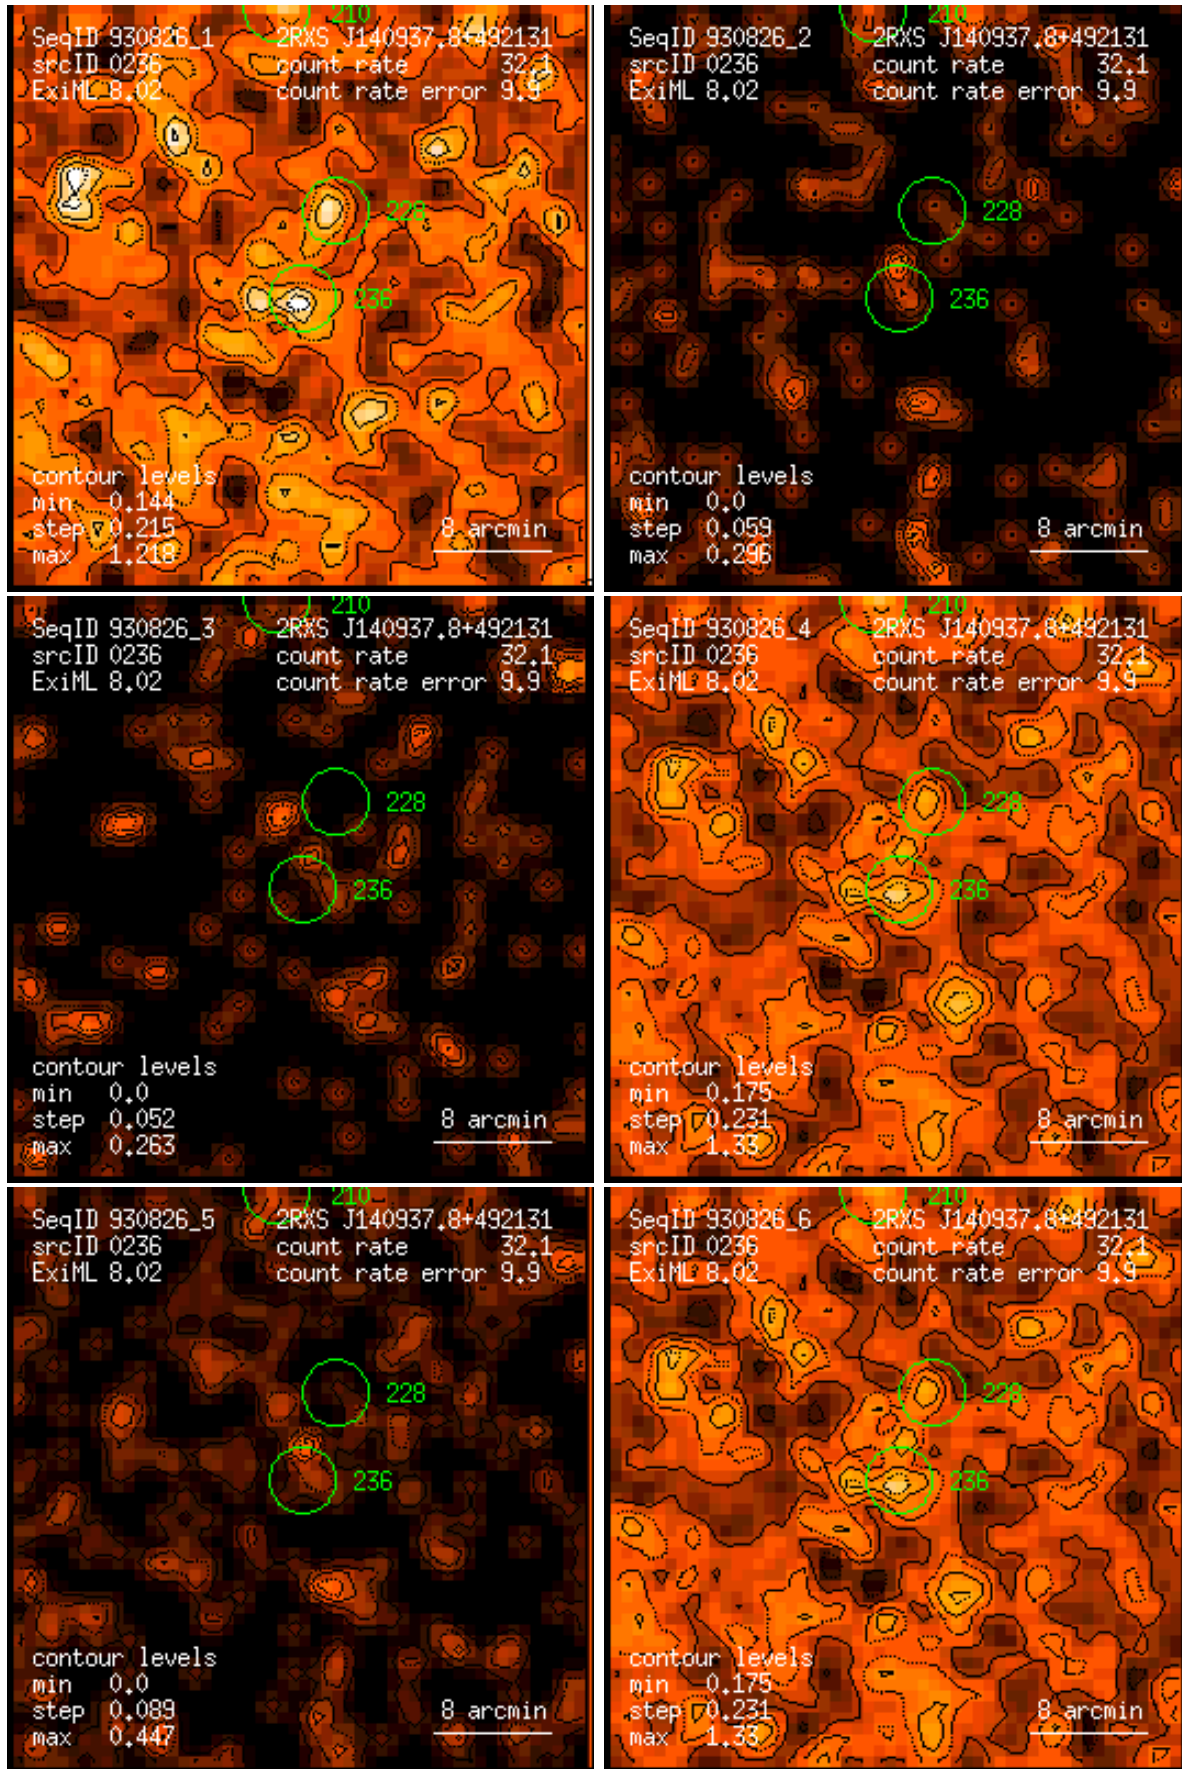 210
SeqID 930826_1 2RXS J140937.8+492131
srcID 0236 count rate 32.1
ExiML 8.02 count rate error 9.9
228
236
contour levels
min 0.144
step 0.215 8 arcmin
max 1.218
210
SeqID 930826_2 2RXS J140937.8+492131
srcID 0236 count rate 32.1
ExiML 8.02 count rate error 9.9
228
236
contour levels
min 0.0
step 0.059 8 arcmin
max 0.296
210
SeqID 930826_3 2RXS J140937.8+492131
srcID 0236 count rate 32.1
ExiML 8.02 count rate error 9.9
228
236
contour levels
min 0.0
step 0.052 8 arcmin
max 0.263
210
SeqID 930826_4 2RXS J140937.8+492131
srcID 0236 count rate 32.1
ExiML 8.02 count rate error 9.9
228
236
contour levels
min 0.175
step 0.231 8 arcmin
max 1.33
210
SeqID 930826_5 2RXS J140937.8+492131
srcID 0236 count rate 32.1
ExiML 8.02 count rate error 9.9
228
236
contour levels
min 0.0
step 0.089 8 arcmin
max 0.447
210
SeqID 930826_6 2RXS J140937.8+492131
srcID 0236 count rate 32.1
ExiML 8.02 count rate error 9.9
228
236
contour levels
min 0.175
step 0.231 8 arcmin
max 1.33